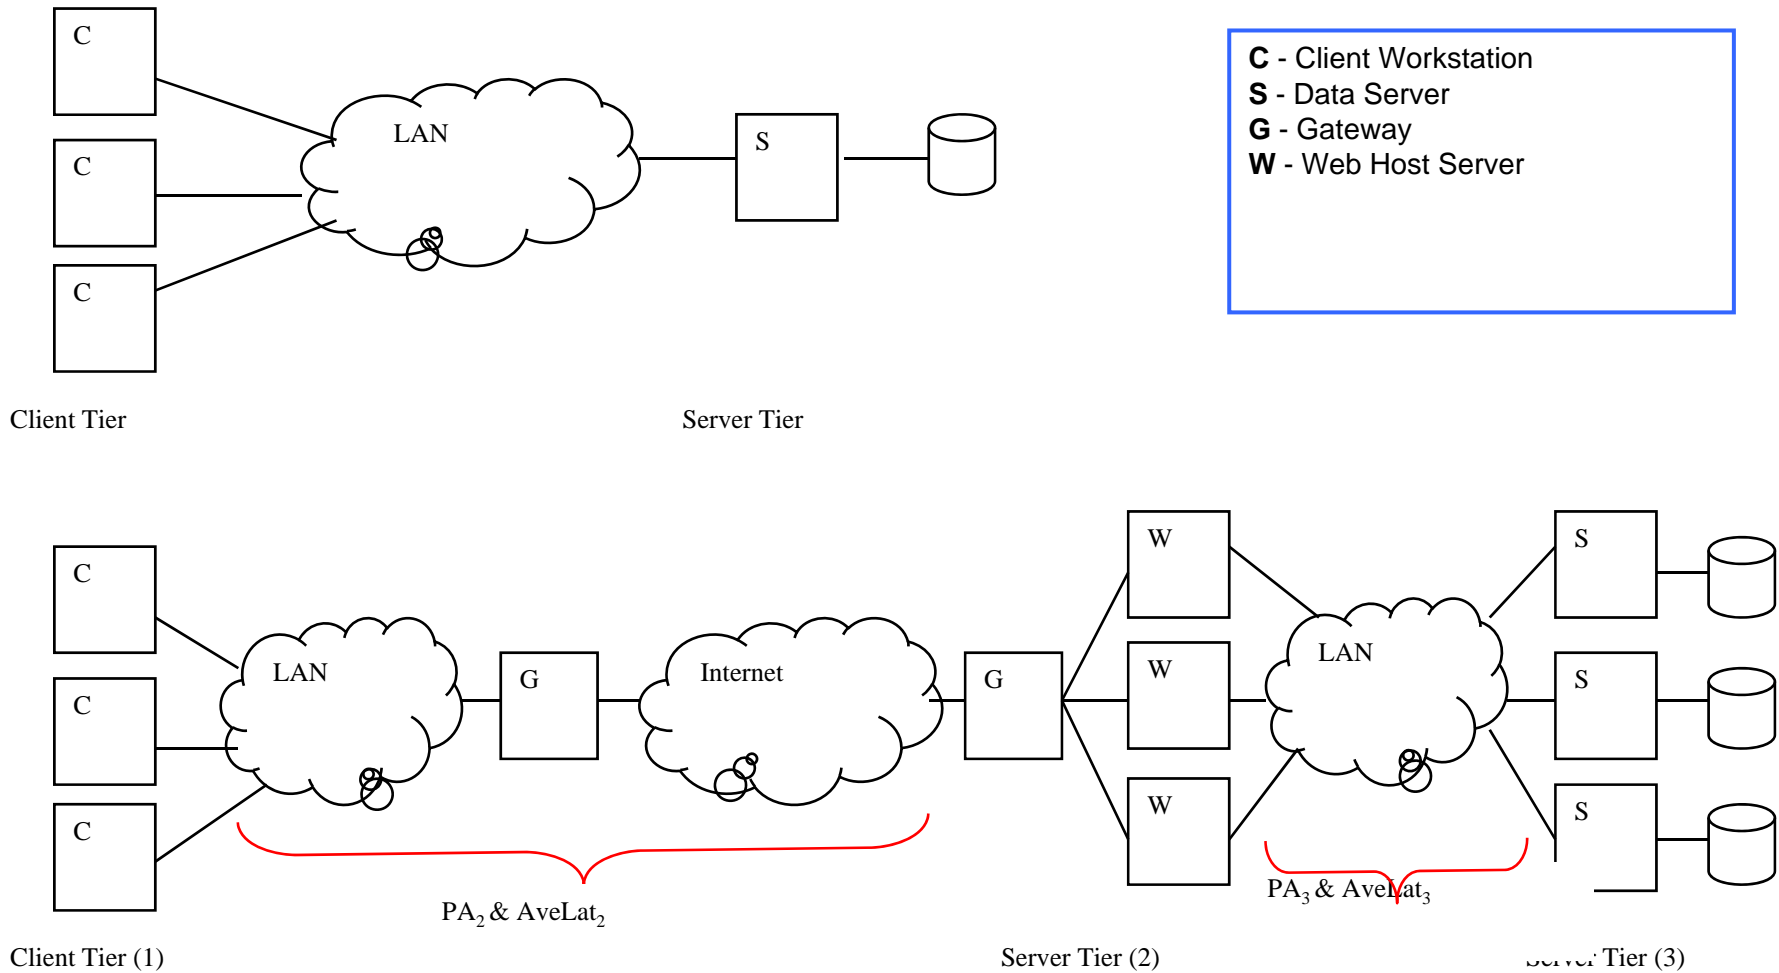 C
C
C
LAN
S
C - Client Workstation
S - Data Server
G - Gateway
W - Web Host Server
Client Tier
Server Tier
C
C
C
LAN
G
Internet
G
W
W
W
LAN
S
S
S
PA2 & AveLat2
PA3 & AveLat3
Client Tier (1)
Server Tier (2)
Server Tier (3)